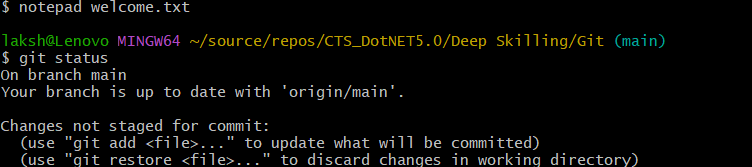 $ notepad welcome.txt
laksh@Lenovo MINGW64 ~/source/repos/CTS_DotNET5.0/Deep Skilling/Git (main)
$ git status
On branch main
Your branch is up to date with 'origin/main'.
Changes not staged for commit:
(use "git add <file>..." to update what will be committed)
(use "git restore <file>..." to discard changes in working directory)